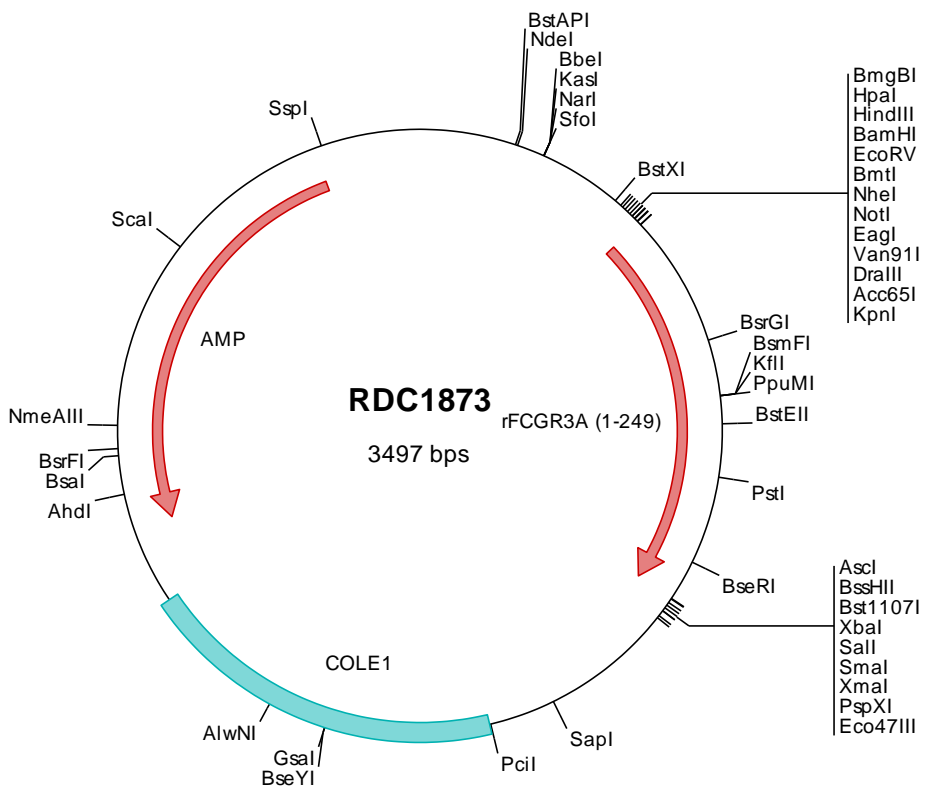 BstAPI
NdeI
BbeI
KasI
NarI
SfoI
BstXI
BmgBI
HpaI
HindIII
BamHI
EcoRV
BmtI
NheI
NotI
EagI
Van91I
DraIII
Acc65I
KpnI
SspI
ScaI
AMP
BsrGI
BsmFI
KflI
PpuMI
BstEII
RDC1873
3497 bps
rFCGR3A (1-249)
NmeAIII
BsrFI
BsaI
AhdI
PstI
BseRI
AscI
BssHII
Bst1107I
XbaI
SalI
SmaI
XmaI
PspXI
Eco47III
COLE1
AlwNI
GsaI
BseYI
PciI
SapI